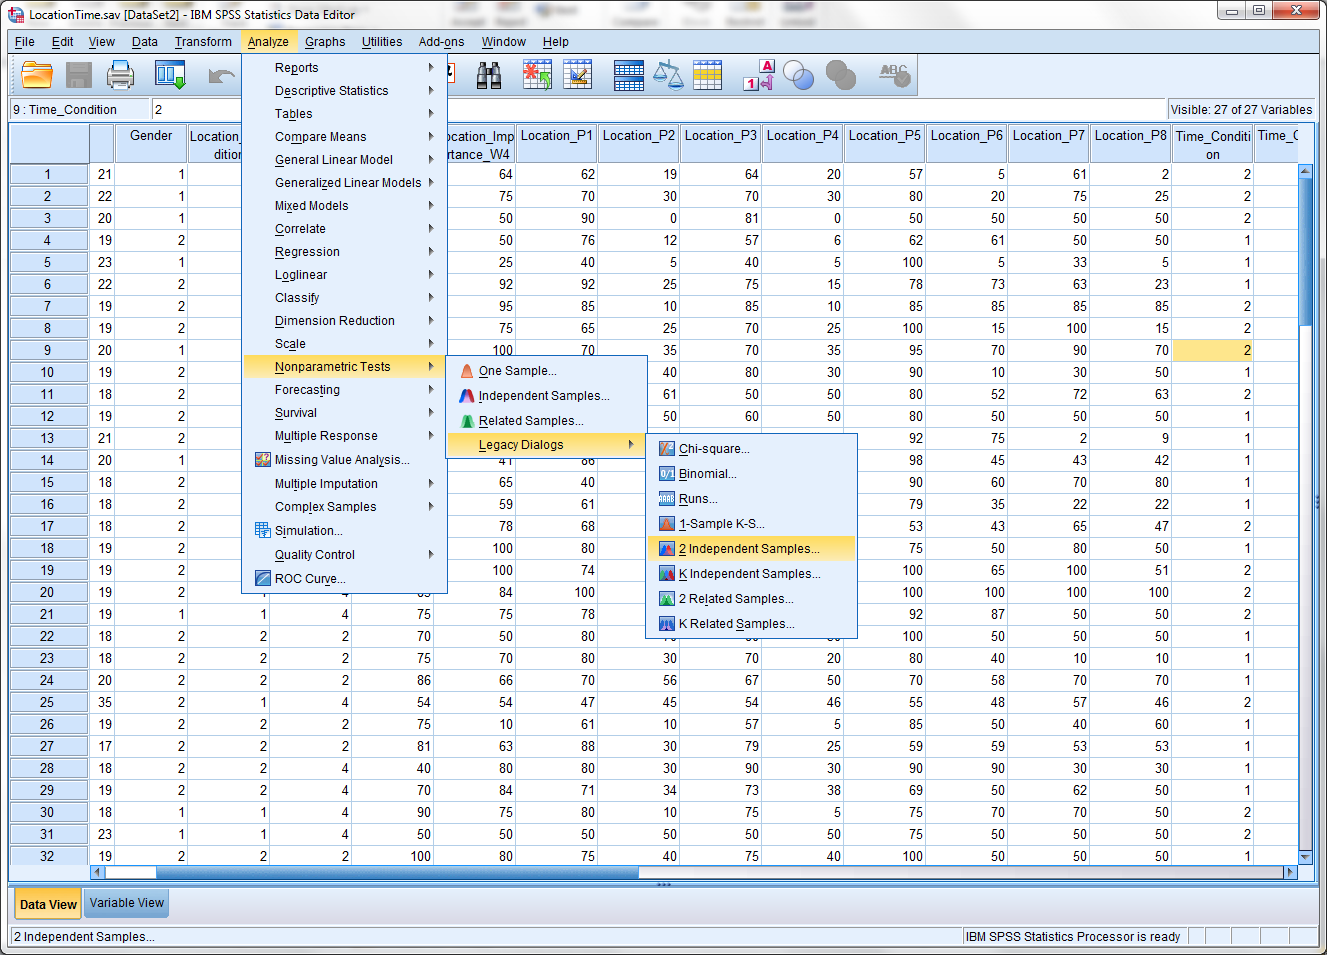 LocationTime.sav [DataSet2] - IBM SPSS Statistics Data Editor
File Edit View Data Transform Analyze Graphs Utilities Add-ons Window Help
9 : Time_Condition 2 Visible: 27 of 27 Variables
Gender Location_ Location_P1 Location_P2 Location_P3 Location_P4 Location_P5 Location_P6 Location_P7 Location_P8 Time_Conditi
on
1 21 1 64 62 19 64 20 57 5 61 2 2
2 22 1 75 70 30 70 30 80 20 75 25 2
3 20 1 50 90 0 81 0 50 50 50 50 2
4 19 2 50 76 12 57 6 62 61 50 50 1
5 23 1 25 40 5 40 5 100 5 33 5 1
6 22 2 92 92 25 75 15 78 73 63 23 1
7 19 2 95 85 10 85 10 85 85 85 85 2
8 19 2 75 65 25 70 25 100 15 100 15 2
9 20 1 100 70 35 70 35 95 70 90 70 2
10 19 2 40 80 30 90 10 30 50 1
11 18 2 61 50 50 80 52 72 63 2
12 19 2 50 60 50 80 50 50 50 1
13 21 2 92 75 2 9 1
14 20 1 41 86 98 45 43 42 1
15 18 2 65 40 90 60 70 80 1
16 18 2 59 61 79 35 22 22 1
17 18 2 78 68 53 43 65 47 2
18 19 2 100 80 75 50 80 50 1
19 19 2 100 74 100 65 100 51 2
20 19 2 84 100 100 100 100 100 2
21 19 1 1 4 75 75 78 92 87 50 50 2
22 18 2 2 2 70 50 80 100 50 50 50 1
23 18 2 2 2 75 70 80 30 70 20 80 40 10 10 1
24 20 2 2 2 86 66 70 56 67 50 70 58 70 70 1
25 35 2 1 4 54 54 47 45 54 46 55 48 57 46 2
26 19 2 2 2 75 10 61 10 57 5 85 50 40 60 1
27 17 2 2 2 81 63 88 30 79 25 59 59 53 53 1
28 18 2 2 4 40 80 80 30 90 30 90 90 30 30 1
29 19 2 2 4 70 84 71 34 73 38 69 50 62 50 1
30 18 1 1 4 90 75 80 10 75 5 75 70 70 50 2
31 23 1 1 4 50 50 50 50 50 50 75 50 50 50 2
32 19 2 2 2 100 80 75 40 75 40 100 50 50 50 1
Reports
Descriptive Statistics
Tables
Compare Means
General Linear Model
Generalized Linear Models
Mixed Models
Correlate
Regression
Loglinear
Classify
Dimension Reduction
Scale
Nonparametric Tests
Forecasting
Survival
Multiple Response
Missing Value Analysis...
Multiple Imputation
Complex Samples
Simulation...
Quality Control
ROC Curve...
One Sample...
Independent Samples...
Related Samples...
Legacy Dialogs
Chi-square...
Binomial...
Runs...
1-Sample K-S...
2 Independent Samples...
K Independent Samples...
2 Related Samples...
K Related Samples...
Data View Variable View
2 Independent Samples... IBM SPSS Statistics Processor is ready